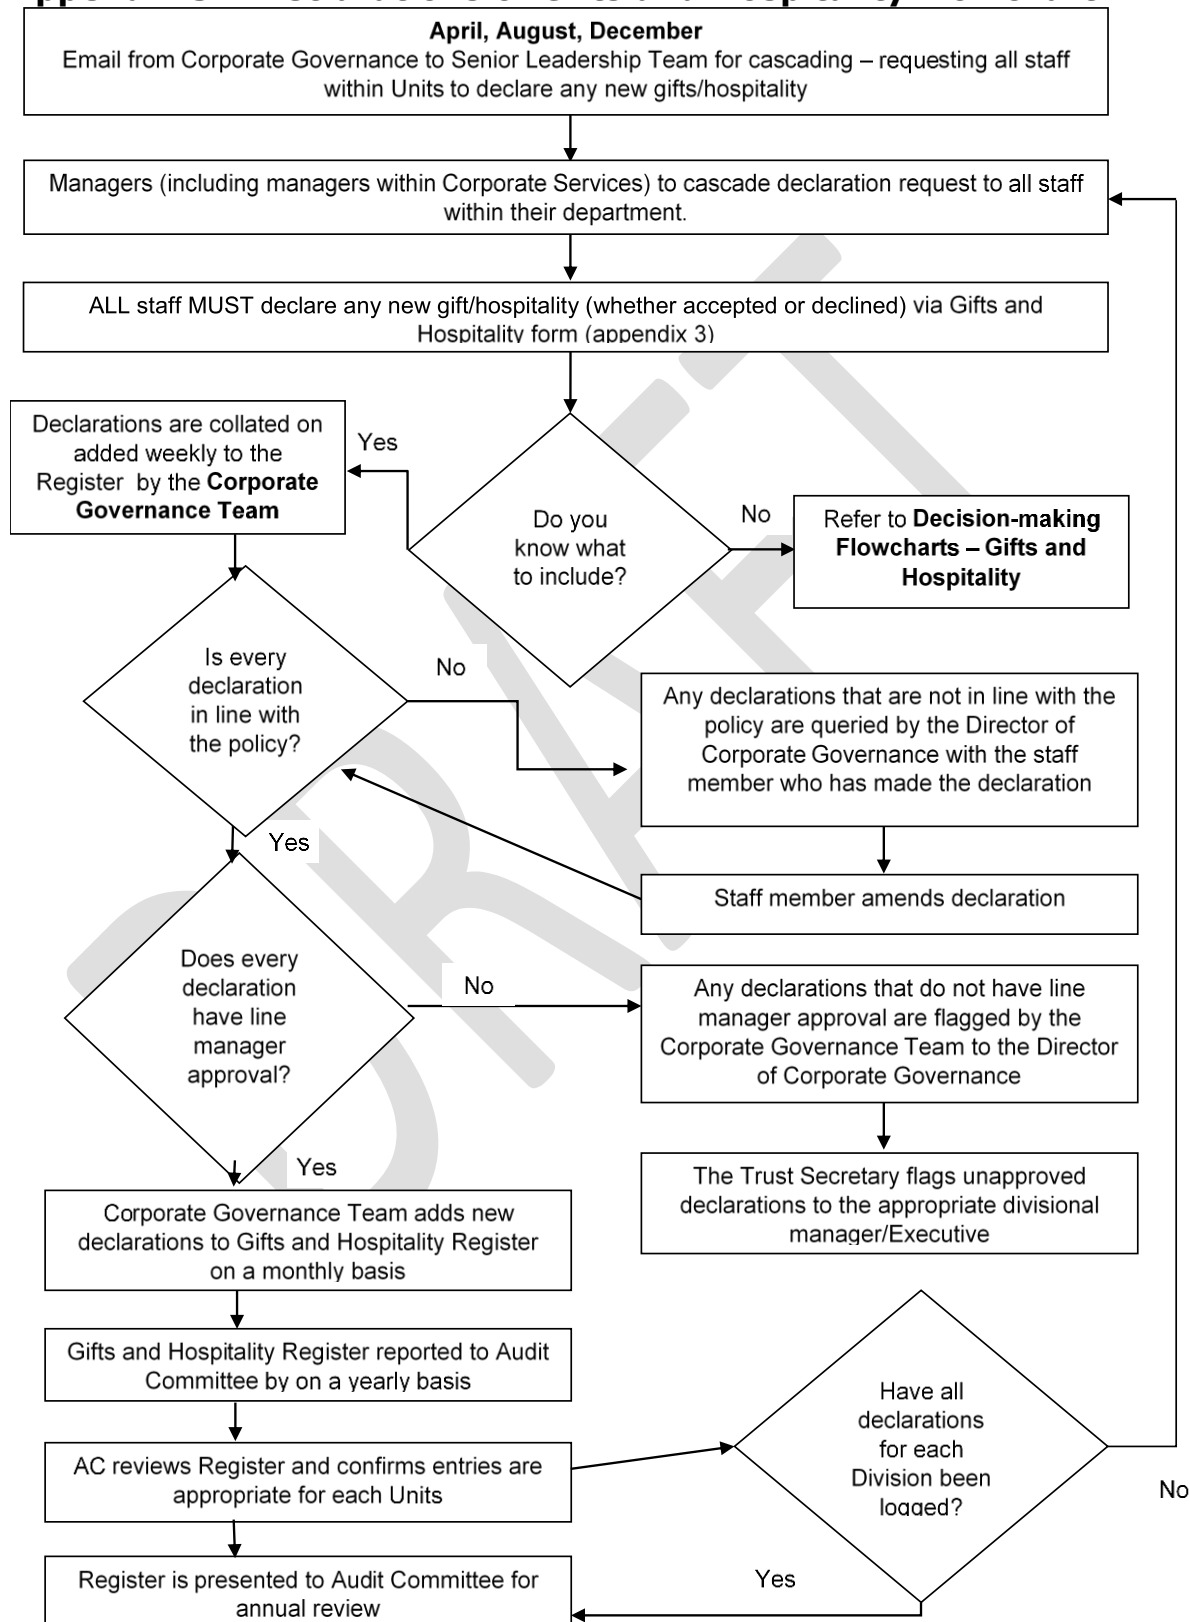 April, August, December
Email from Corporate Governance to Senior Leadership Team for cascading – requesting all staff
within Units to declare any new gifts/hospitality
Managers (including managers within Corporate Services) to cascade declaration request to all staff
within their department.
ALL staff MUST declare any new gift/hospitality (whether accepted or declined) via Gifts and
Hospitality form (appendix 3)
Declarations are collated on
added weekly to the
Register by the Corporate
Governance Team
Yes
Do you
know what
to include?
No
Refer to Decision-making
Flowcharts – Gifts and
Hospitality
Is every
declaration
in line with
the policy?
No
Any declarations that are not in line with the
policy are queried by the Director of
Corporate Governance with the staff
member who has made the declaration
Yes
Staff member amends declaration
Does every
declaration
have line
manager
approval?
No
Any declarations that do not have line
manager approval are flagged by the
Corporate Governance Team to the Director
of Corporate Governance
Yes
The Trust Secretary flags unapproved
declarations to the appropriate divisional
manager/Executive
Corporate Governance Team adds new
declarations to Gifts and Hospitality Register
on a monthly basis
Gifts and Hospitality Register reported to Audit
Committee by on a yearly basis
AC reviews Register and confirms entries are
appropriate for each Units
Have all
declarations
for each
Division been
logged?
No
Yes
Register is presented to Audit Committee for
annual review
DRAFT